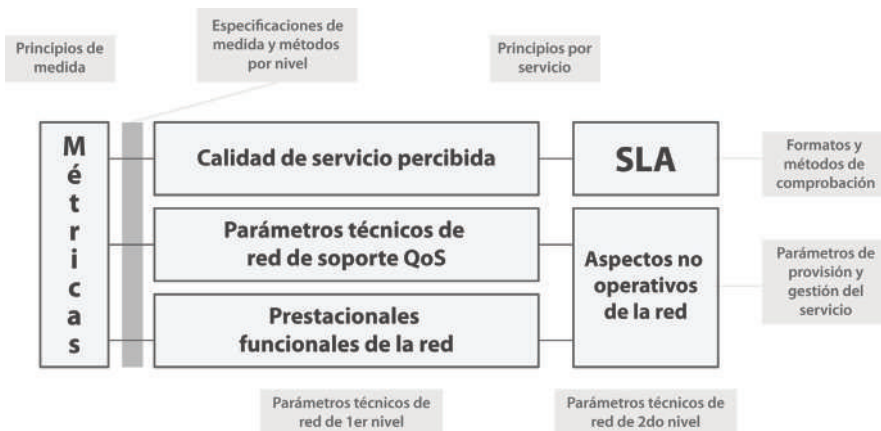 Especificaciones de
medida y métodos
por nivel
Principios de
medida
Principios por
servicio
Métricas
Calidad de servicio percibida
SLA
Formatos y
métodos de
comprobación
Parámetros técnicos de
red de soporte QoS
Aspectos no
operativos
de la red
Parámetros de
provisión y
gestión del
servicio
Prestacionales
funcionales de la red
Parámetros técnicos de
red de 1er nivel
Parámetros técnicos de
red de 2do nivel